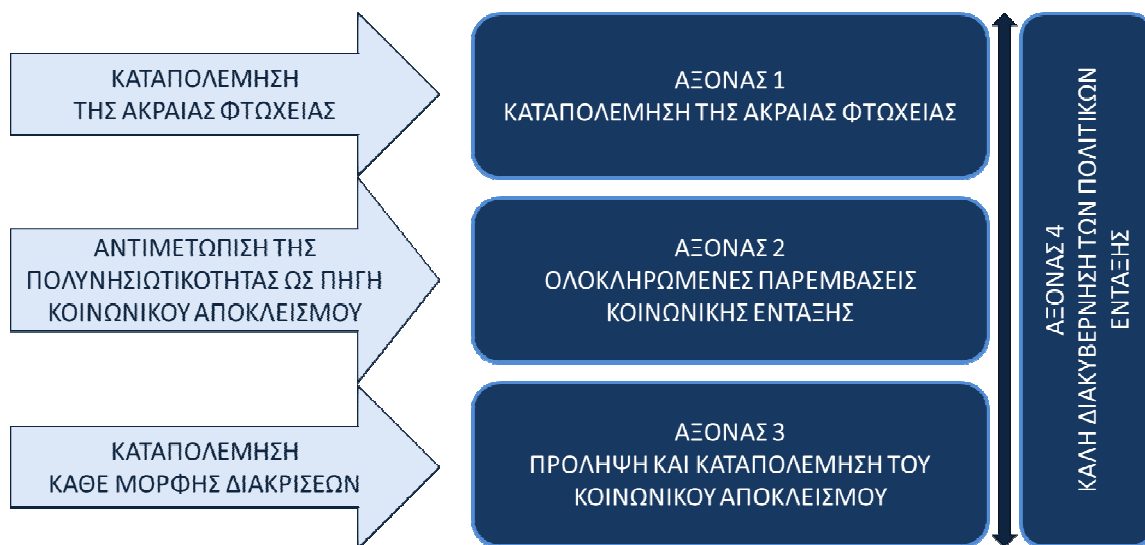 ΚΑΤΑΠΟΛΕΜΗΣΗ
ΤΗΣ ΑΚΡΑΙΑΣ ΦΤΩΧΕΙΑΣ
ΑΞΟΝΑΣ 1
ΚΑΤΑΠΟΛΕΜΗΣΗ ΤΗΣ ΑΚΡΑΙΑΣ ΦΤΩΧΕΙΑΣ
ΑΝΤΙΜΕΤΩΠΙΣΗ ΤΗΣ
ΠΟΛΥΝΗΣΙΩΤΙΚΟΤΗΤΑΣ ΩΣ ΠΗΓΗ
ΚΟΙΝΩΝΙΚΟΥ ΑΠΟΚΛΕΙΣΜΟΥ
ΑΞΟΝΑΣ 2
ΟΛΟΚΛΗΡΩΜΕΝΕΣ ΠΑΡΕΜΒΑΣΕΙΣ
ΚΟΙΝΩΝΙΚΗΣ ΕΝΤΑΞΗΣ
ΚΑΤΑΠΟΛΕΜΗΣΗ
ΚΑΘΕ ΜΟΡΦΗΣ ΔΙΑΚΡΙΣΕΩΝ
ΑΞΟΝΑΣ 3
ΠΡΟΛΗΨΗ ΚΑΙ ΚΑΤΑΠΟΛΕΜΗΣΗ ΤΟΥ
ΚΟΙΝΩΝΙΚΟΥ ΑΠΟΚΛΕΙΣΜΟΥ
ΑΞΟΝΑΣ 4
ΚΑΛΗ ΔΙΑΚΥΒΕΡΝΗΣΗ ΤΩΝ ΠΟΛΙΤΙΚΩΝ
ΕΝΤΑΞΗΣ